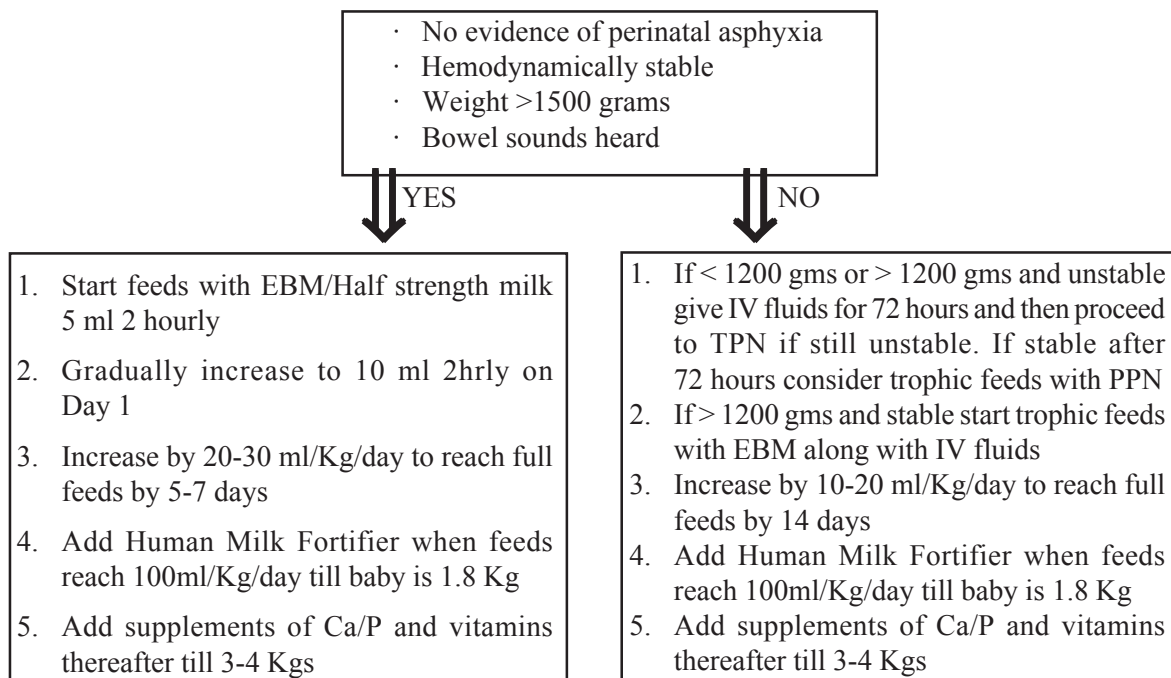 · No evidence of perinatal asphyxia
· Hemodynamically stable
· Weight >1500 grams
· Bowel sounds heard
YES
NO
1. Start feeds with EBM/Half strength milk
5 ml 2 hourly
2. Gradually increase to 10 ml 2hrly on
Day 1
3. Increase by 20-30 ml/Kg/day to reach full
feeds by 5-7 days
4. Add Human Milk Fortifier when feeds
reach 100ml/Kg/day till baby is 1.8 Kg
5. Add supplements of Ca/P and vitamins
thereafter till 3-4 Kgs
1. If < 1200 gms or > 1200 gms and unstable
give IV fluids for 72 hours and then proceed
to TPN if still unstable. If stable after
72 hours consider trophic feeds with PPN
2. If > 1200 gms and stable start trophic feeds
with EBM along with IV fluids
3. Increase by 10-20 ml/Kg/day to reach full
feeds by 14 days
4. Add Human Milk Fortifier when feeds
reach 100ml/Kg/day till baby is 1.8 Kg
5. Add supplements of Ca/P and vitamins
thereafter till 3-4 Kgs